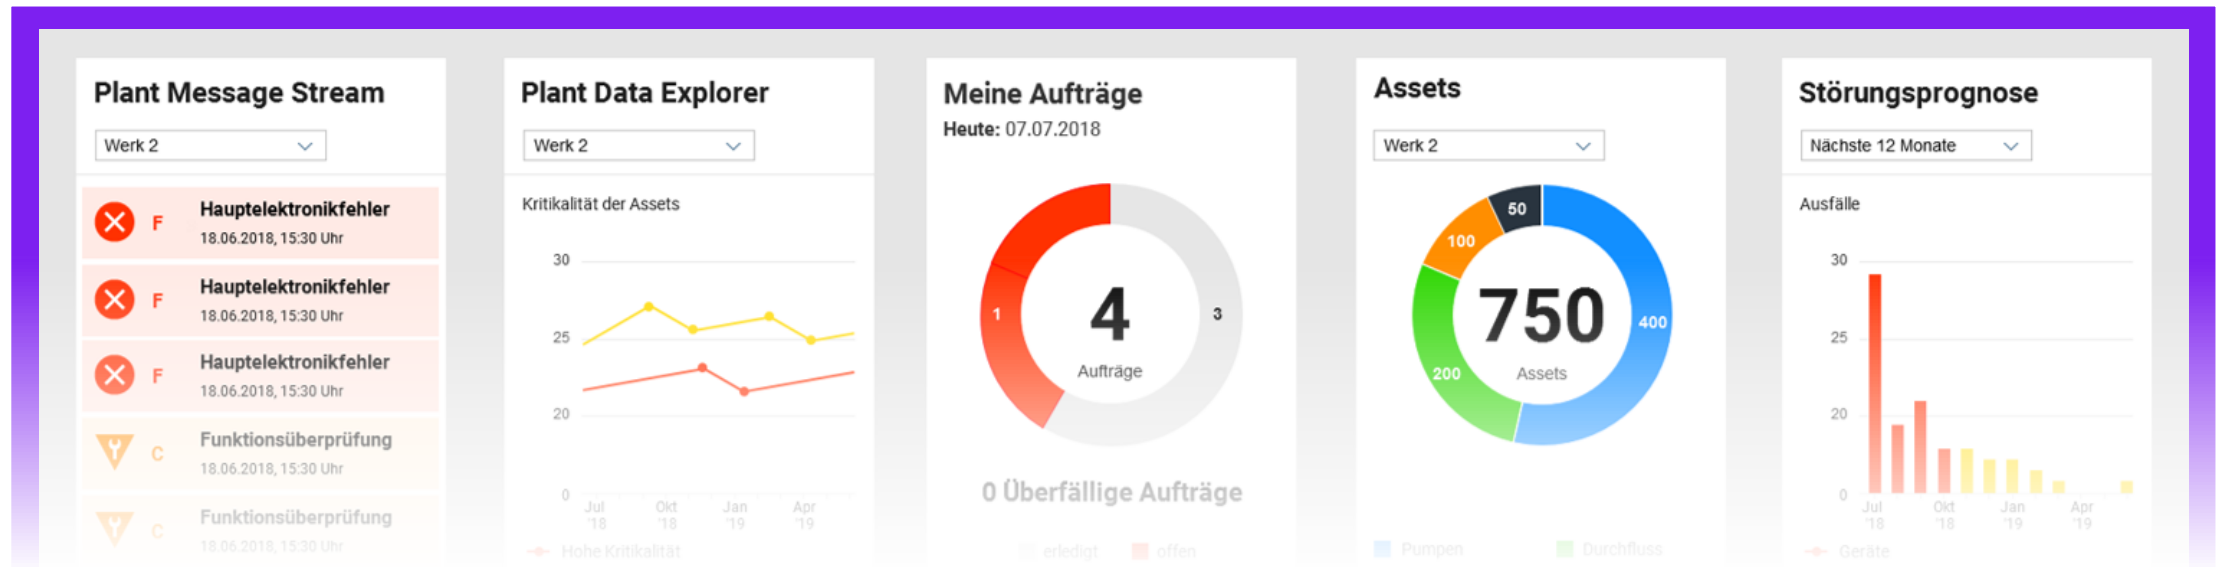 Plant Message Stream
Werk 2
F
Hauptelektronikfehler
18.06.2018, 15:30 Uhr
F
Hauptelektronikfehler
18.06.2018, 15:30 Uhr
F
Hauptelektronikfehler
18.06.2018, 15:30 Uhr
C
Funktionsüberprüfung
18.06.2018, 15:30 Uhr
C
Funktionsüberprüfung
18.06.2018, 15:30 Uhr
Plant Data Explorer
Werk 2
Kritikalität der Assets
30
25
20
0
Jul Okt Jan Apr
'18 '18 '19 '19
Hohe Kritikalität
Meine Aufträge
Heute: 07.07.2018
1
4
3
Aufträge
0 Überfällige Aufträge
erledigt offen
Assets
Werk 2
50
100
750
400
200
Assets
Pumpen Durchfluss
Störungsprognose
Nächste 12 Monate
Ausfälle
30
25
20
0
Jul Okt Jan Apr
'18 '18 '19 '19
Geräte